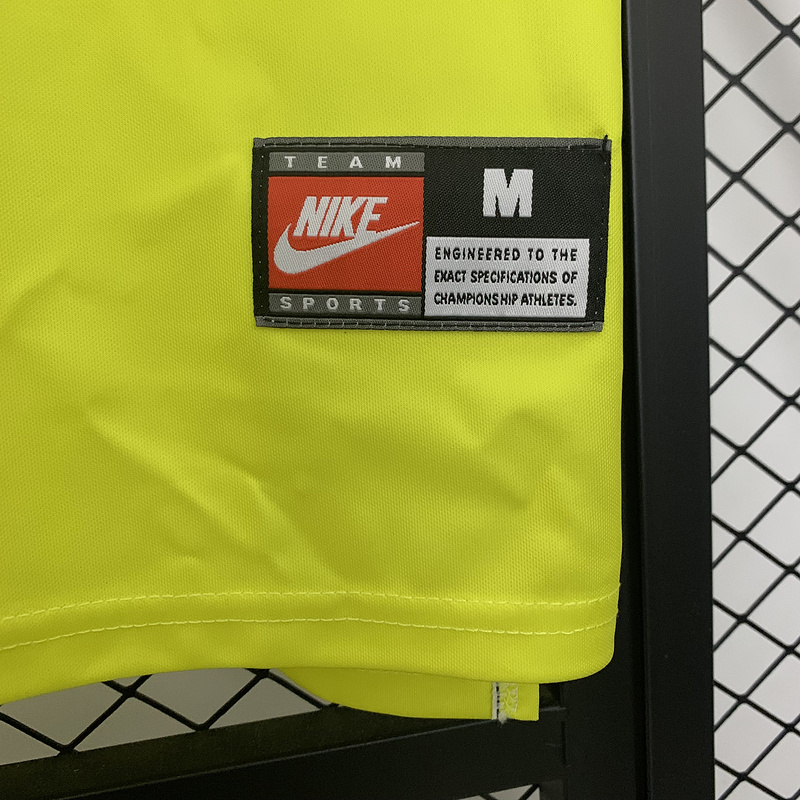 TEAM
NIKE
SPORTS
M
ENGINEERED TO THE
EXACT SPECIFICATIONS OF
CHAMPIONSHIP ATHLETES.